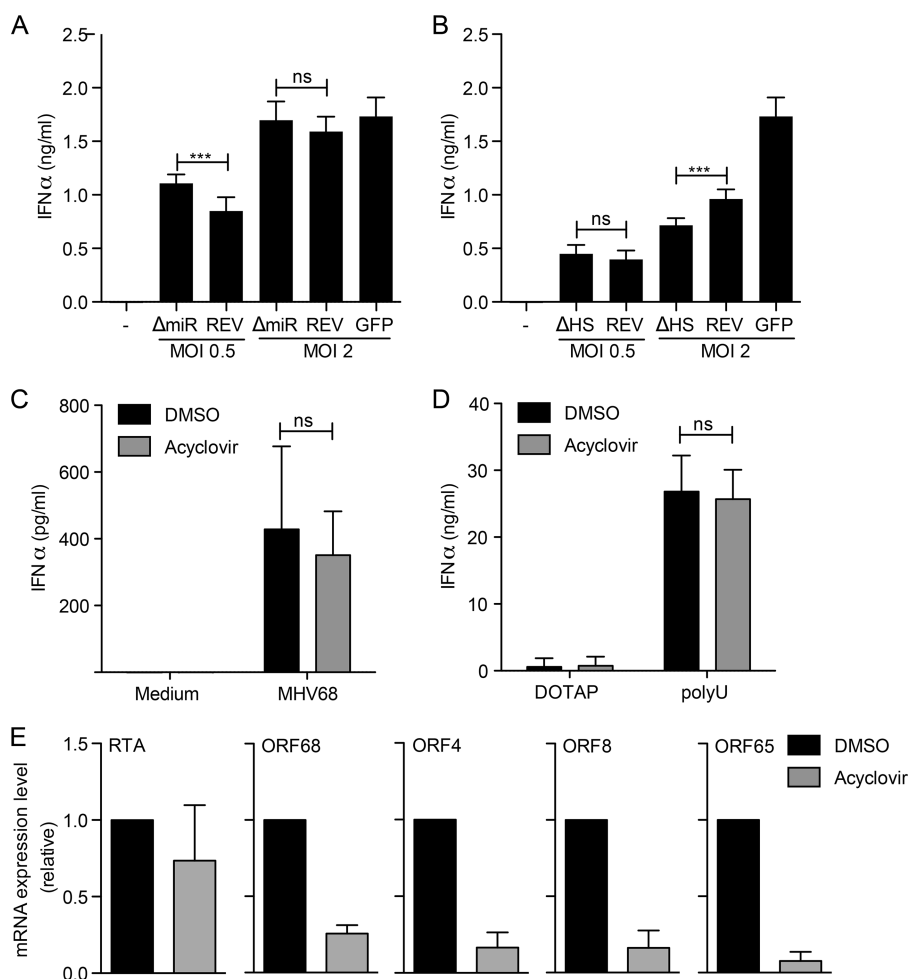 A
B
2.5
2.0
1.5
1.0
0.5
0.0
IFNα (ng/ml)
***
ns
- ΔmiR REV ΔmiR REV GFP
MOI 0.5 MOI 2
2.5
2.0
1.5
1.0
0.5
0.0
IFNα (ng/ml)
ns
***
- ΔHS REV ΔHS REV GFP
MOI 0.5 MOI 2
C
800
600
400
200
IFNα (pg/ml)
DMSO
Acyclovir
ns
Medium MHV68
D
40
30
20
10
0
IFNα (ng/ml)
DMSO
Acyclovir
ns
DOTAP polyU
E
1.5
1.0
0.5
0.0
mRNA expression level
(relative)
RTA ORF68 ORF4 ORF8 ORF65
DMSO
Acyclovir